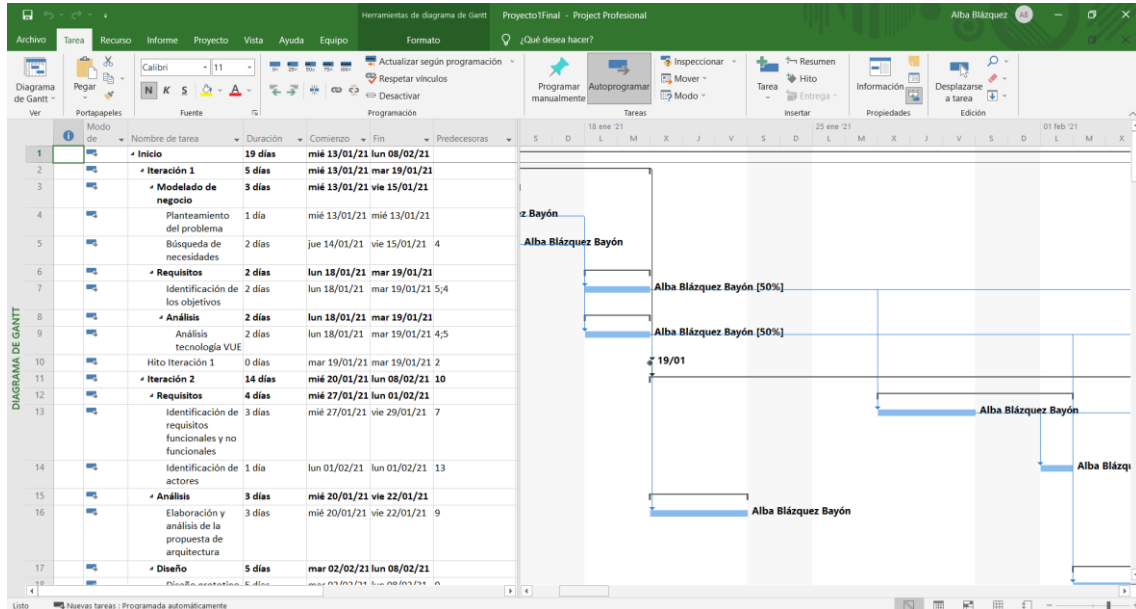 Herramientas de diagrama de Gantt Proyecto1Final - Project Profesional Alba Blázquez AB
Archivo Tarea Recurso Informe Proyecto Vista Ayuda Equipo Formato ¿Qué desea hacer?
Diagrama de Gantt
Pegar
Calibri 11
N K S A
0% 25% 50% 75% 100%
Actualizar según programación
Respetar vínculos
Desactivar
Programar manualmente
Autoprogramar
Inspeccionar
Mover
Modo
Tarea
Resumen
Hito
Entrega
Información
Desplazarse a tarea
Ver Portapapeles Fuente Programación Tareas Insertar Propiedades Edición
Modo de Nombre de tarea Duración Comienzo Fin Predecesoras
18 ene '21 25 ene '21 01 feb '21
S D L M X J V S D L M X J V S D L M X
DIAGRAMA DE GANTT
1 Inicio 19 días mié 13/01/21 lun 08/02/21
2 Iteración 1 5 días mié 13/01/21 mar 19/01/21
3 Modelado de negocio 3 días mié 13/01/21 vie 15/01/21
4 Planteamiento del problema 1 día mié 13/01/21 mié 13/01/21
z Bayón
5 Búsqueda de necesidades 2 días jue 14/01/21 vie 15/01/21 4
Alba Blázquez Bayón
6 Requisitos 2 días lun 18/01/21 mar 19/01/21
7 Identificación de los objetivos 2 días lun 18/01/21 mar 19/01/21 5;4
Alba Blázquez Bayón [50%]
8 Análisis 2 días lun 18/01/21 mar 19/01/21
9 Análisis tecnología VUE 2 días lun 18/01/21 mar 19/01/21 4;5
Alba Blázquez Bayón [50%]
10 Hito Iteración 1 0 días mar 19/01/21 mar 19/01/21 2
19/01
11 Iteración 2 14 días mié 20/01/21 lun 08/02/21 10
12 Requisitos 4 días mié 27/01/21 lun 01/02/21
13 Identificación de requisitos funcionales y no funcionales 3 días mié 27/01/21 vie 29/01/21 7
Alba Blázquez Bayón
14 Identificación de actores 1 día lun 01/02/21 lun 01/02/21 13
Alba Blázq
15 Análisis 3 días mié 20/01/21 vie 22/01/21
16 Elaboración y análisis de la propuesta de arquitectura 3 días mié 20/01/21 vie 22/01/21 9
Alba Blázquez Bayón
17 Diseño 5 días mar 02/02/21 lun 08/02/21
Listo Nuevas tareas : Programada automáticamente